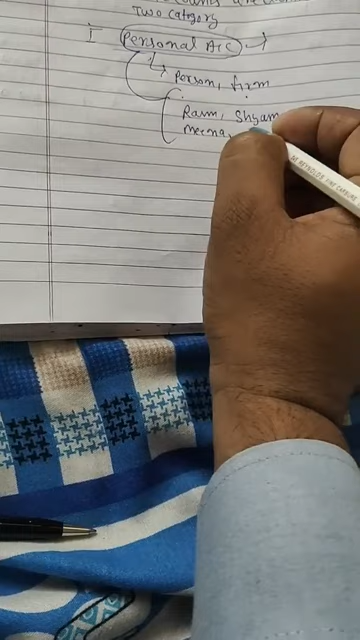 Two category
I Personal A/C →
→ Person, firm
Ram, Shyam
meena,